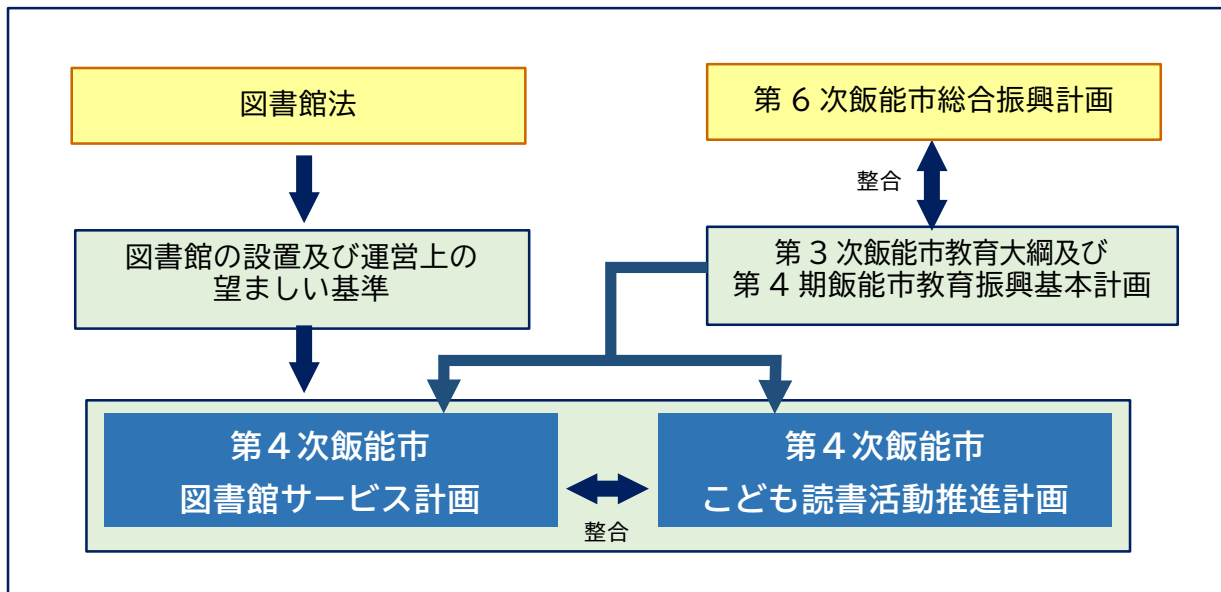 図書館法
第6次飯能市総合振興計画
整合
図書館の設置及び運営上の
望ましい基準
第3次飯能市教育大綱及び
第4期飯能市教育振興基本計画
第4次飯能市
図書館サービス計画
整合
第4次飯能市
こども読書活動推進計画